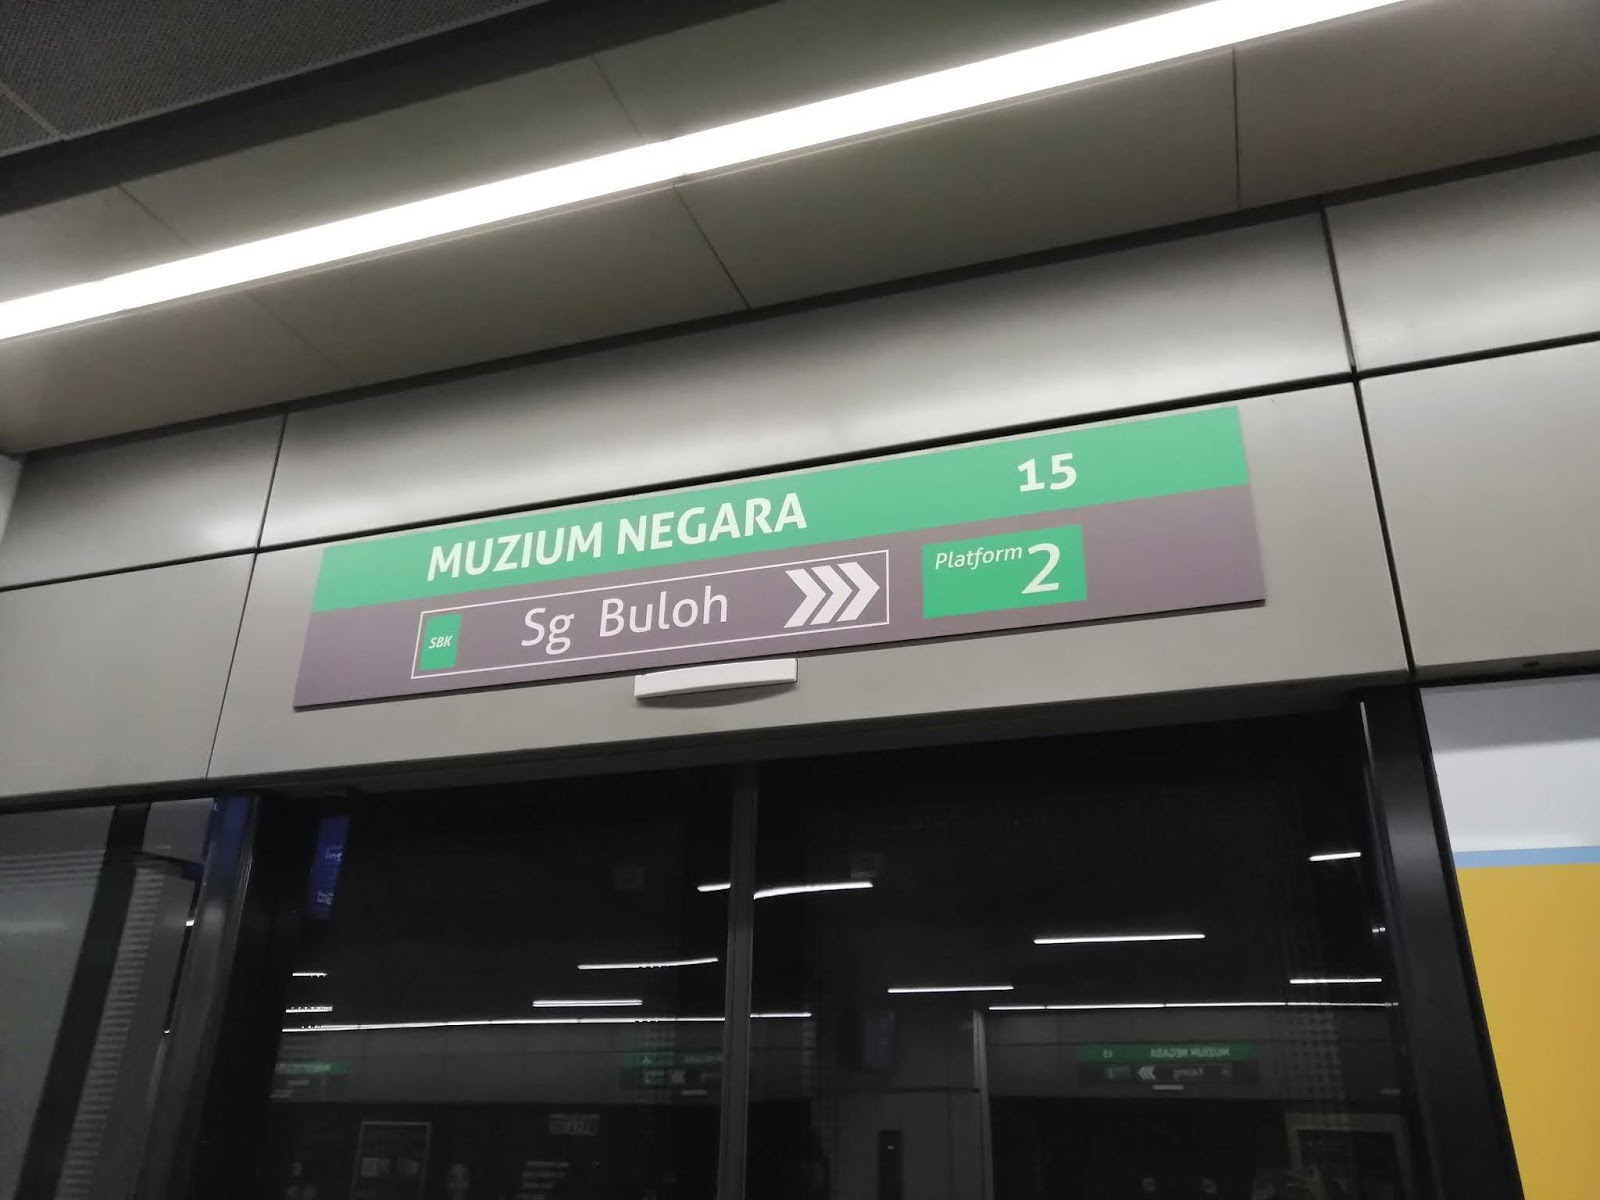 MUZIUM NEGARA 15
SBK Sg Buloh
Platform 2